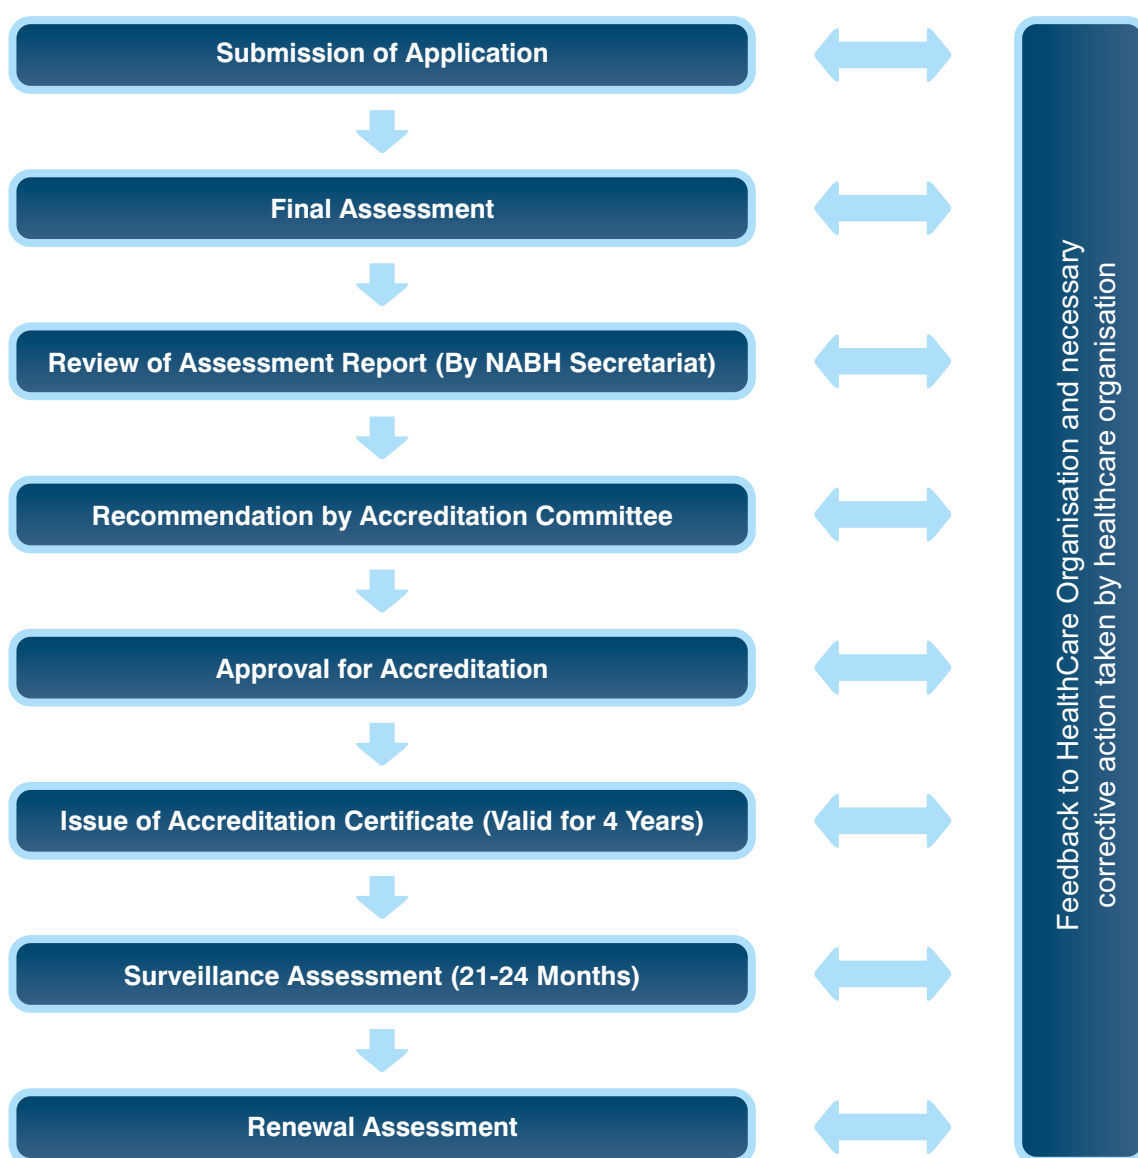 Submission of Application
Final Assessment
Review of Assessment Report (By NABH Secretariat)
Recommendation by Accreditation Committee
Approval for Accreditation
Issue of Accreditation Certificate (Valid for 4 Years)
Surveillance Assessment (21-24 Months)
Renewal Assessment
Feedback to HealthCare Organisation and necessary
corrective action taken by healthcare organisation